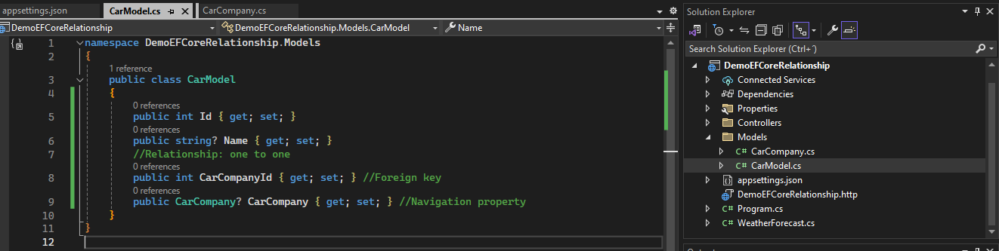 appsettings.json
CarModel.cs
CarCompany.cs
DemoEFCoreRelationship
DemoEFCoreRelationship.Models.CarModel
Name
1 namespace DemoEFCoreRelationship.Models
2 {
1 reference
3 public class CarModel
4 {
0 references
5 public int Id { get; set; }
0 references
6 public string? Name { get; set; }
7 //Relationship: one to one
0 references
8 public int CarCompanyId { get; set; } //Foreign key
0 references
9 public CarCompany? CarCompany { get; set; } //Navigation property
10 }
11 }
12
Solution Explorer
Search Solution Explorer (Ctrl+´)
DemoEFCoreRelationship
Connected Services
Dependencies
Properties
Controllers
Models
C# CarCompany.cs
C# CarModel.cs
appsettings.json
DemoEFCoreRelationship.http
C# Program.cs
C# WeatherForecast.cs